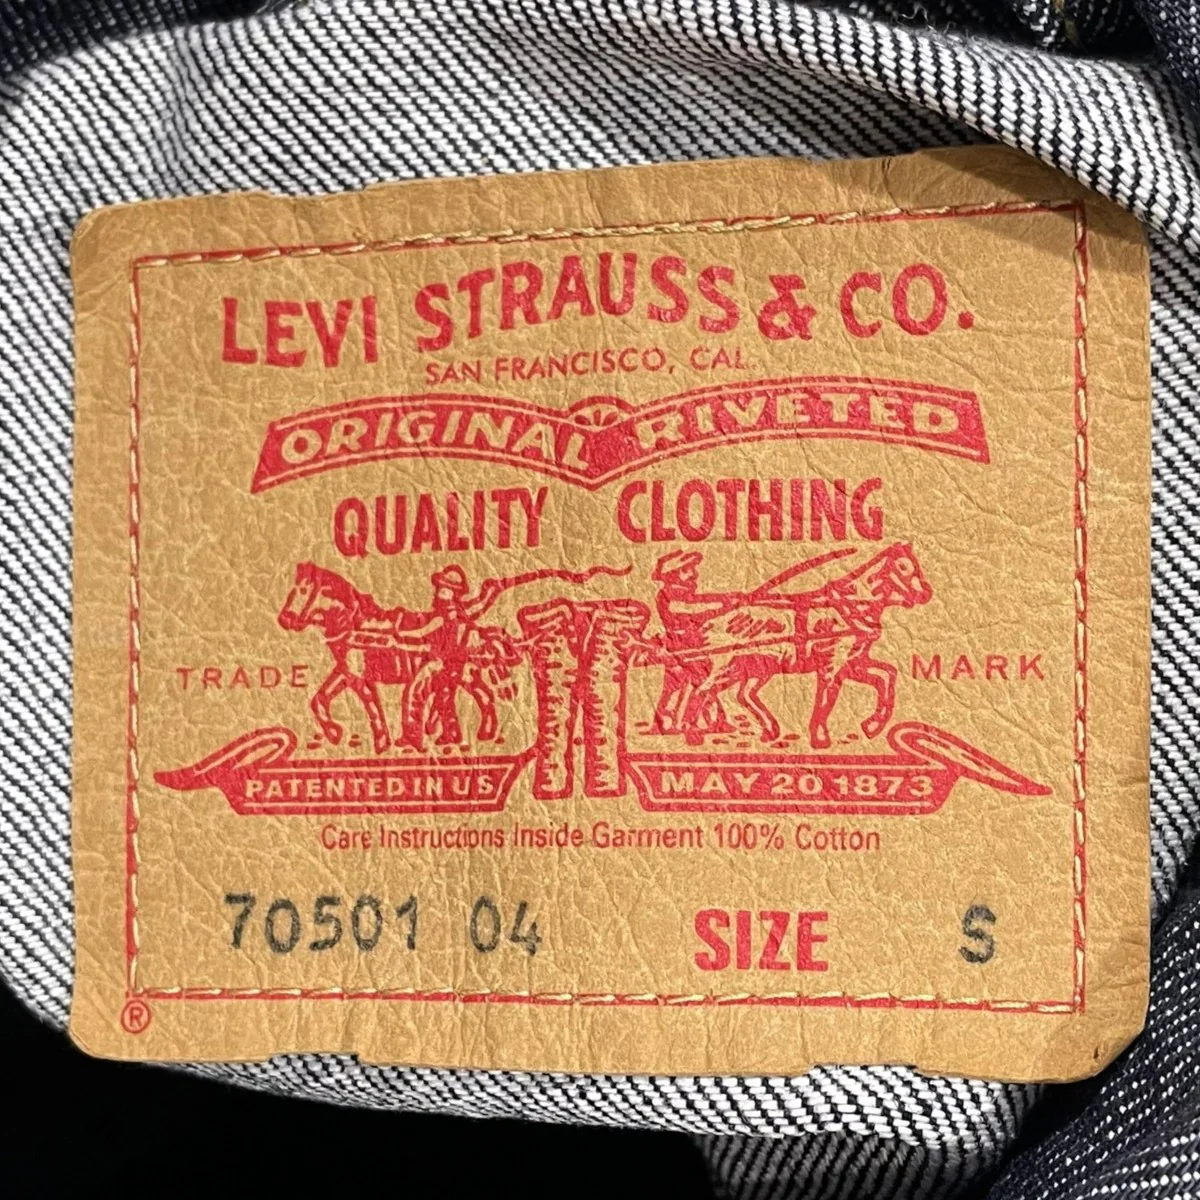 LEVI STRAUSS & CO.
SAN FRANCISCO, CAL.
ORIGINAL RIVETED
QUALITY CLOTHING
TRADE MARK
PATENTED IN US MAY 20 1873
Care Instructions Inside Garment 100% Cotton
70501 04 SIZE S
®